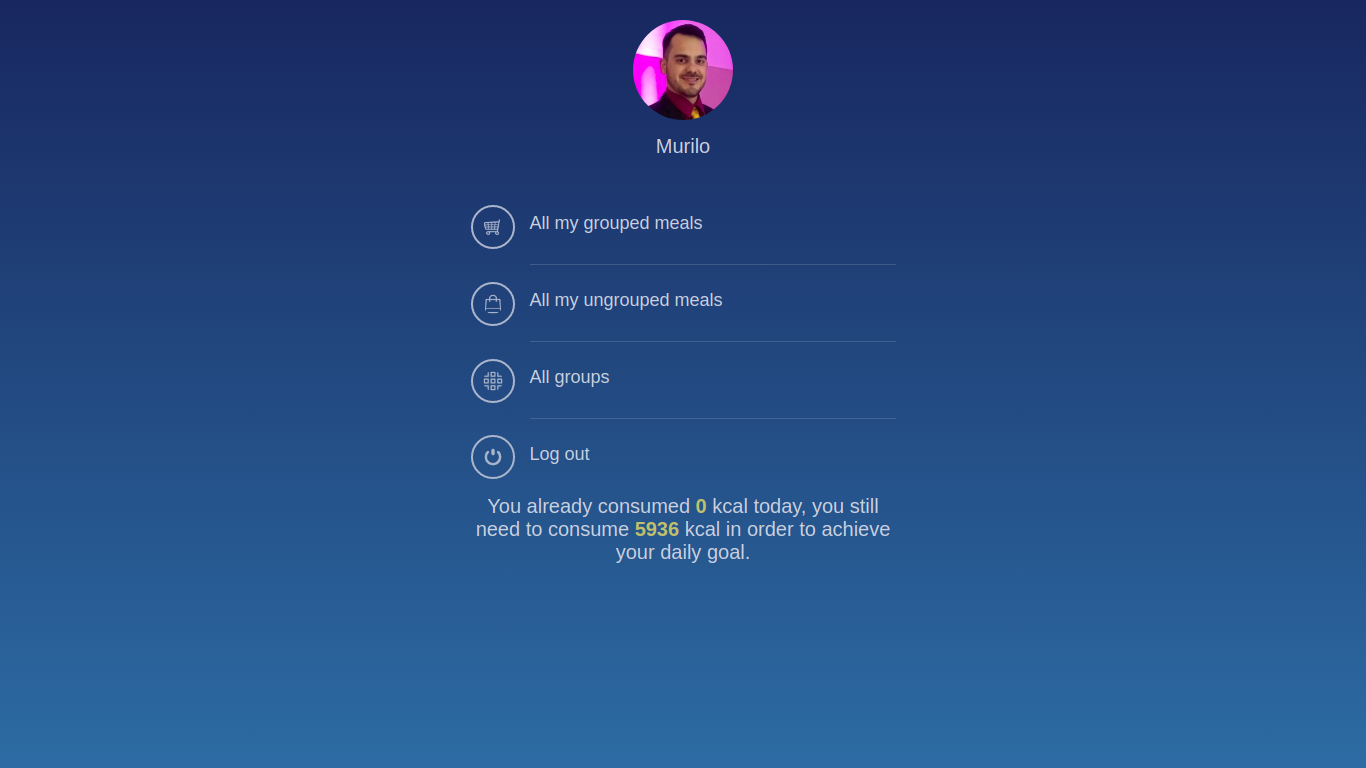 Murilo
All my grouped meals
All my ungrouped meals
All groups
Log out
You already consumed 0 kcal today, you still
need to consume 5936 kcal in order to achieve
your daily goal.